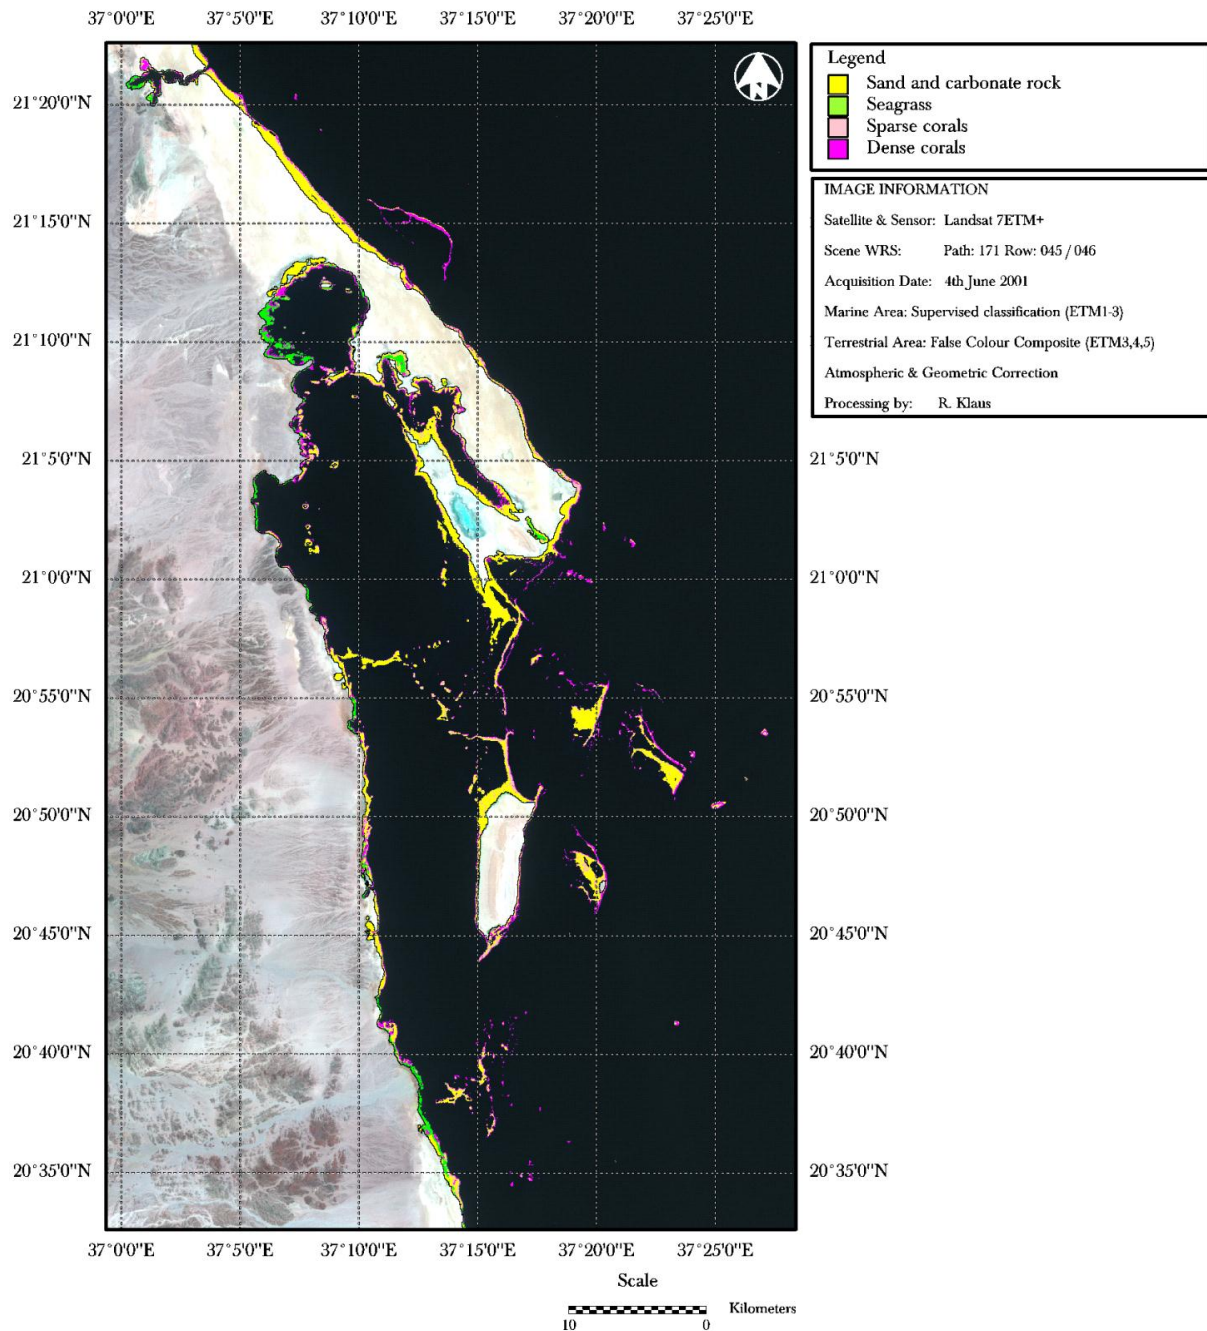 37°0'0"E 37°5'0"E 37°10'0"E 37°15'0"E 37°20'0"E 37°25'0"E
N
Legend
Sand and carbonate rock
Seagrass
Sparse corals
Dense corals
IMAGE INFORMATION
Satellite & Sensor: Landsat 7ETM+
Scene WRS: Path: 171 Row: 045 / 046
Acquisition Date: 4th June 2001
Marine Area: Supervised classification (ETM1-3)
Terrestrial Area: False Colour Composite (ETM3,4,5)
Atmospheric & Geometric Correction
Processing by: R. Klaus
21°20'0"N
21°15'0"N
21°10'0"N
21°5'0"N 21°5'0"N
21°0'0"N 21°0'0"N
20°55'0"N 20°55'0"N
20°50'0"N 20°50'0"N
20°45'0"N 20°45'0"N
20°40'0"N 20°40'0"N
20°35'0"N 20°35'0"N
37°0'0"E 37°5'0"E 37°10'0"E 37°15'0"E 37°20'0"E 37°25'0"E
Scale
Kilometers
10 0